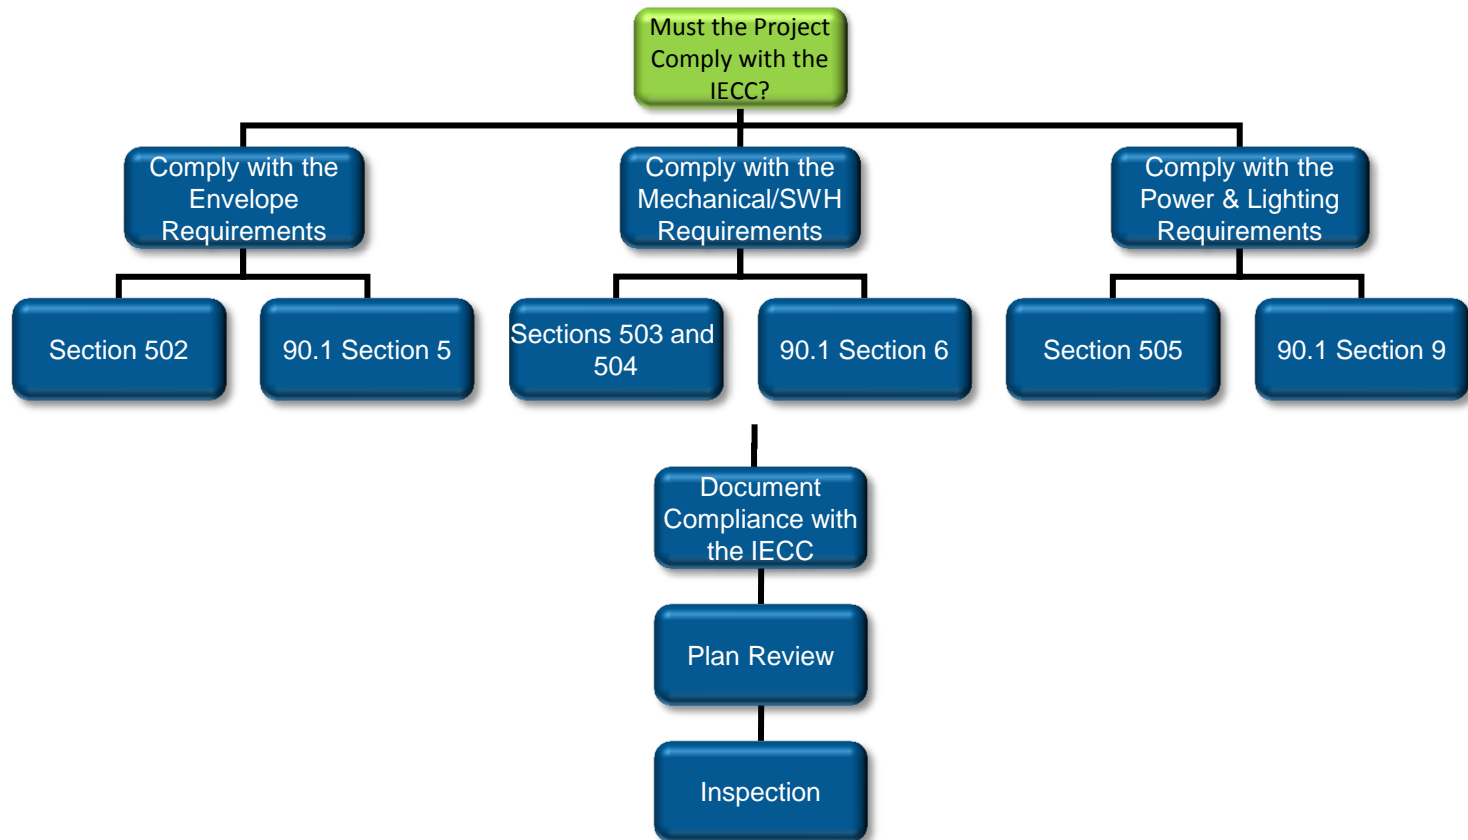 Must the Project
Comply with the
IECC?
Comply with the
Envelope
Requirements
Comply with the
Mechanical/SWH
Requirements
Comply with the
Power & Lighting
Requirements
Section 502
90.1 Section 5
Sections 503 and
504
90.1 Section 6
Section 505
90.1 Section 9
Document
Compliance with
the IECC
Plan Review
Inspection